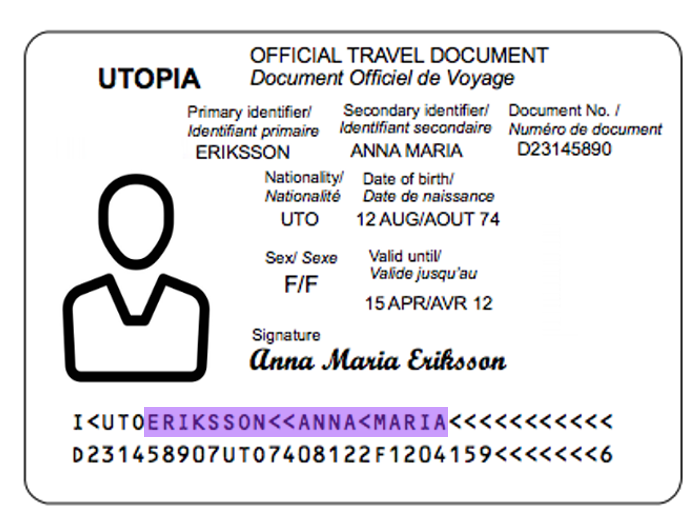 UTOPIA
OFFICIAL TRAVEL DOCUMENT
Document Officiel de Voyage
Primary identifier/ Secondary identifier/ Document No. /
Identifiant primaire Identifiant secondaire Numéro de document
ERIKSSON ANNA MARIA D23145890
Nationality/ Date of birth/
Nationalité Date de naissance
UTO 12 AUG/AOUT 74
Sex/ Sexe Valid until/
Valide jusqu'au
F/F
15 APR/AVR 12
Signature
Anna Maria Eriksson
I<UTOERIKSSON<<ANNA<MARIA<<<<<<<<<<<
D231458907UTO7408122F1204159<<<<<<<6